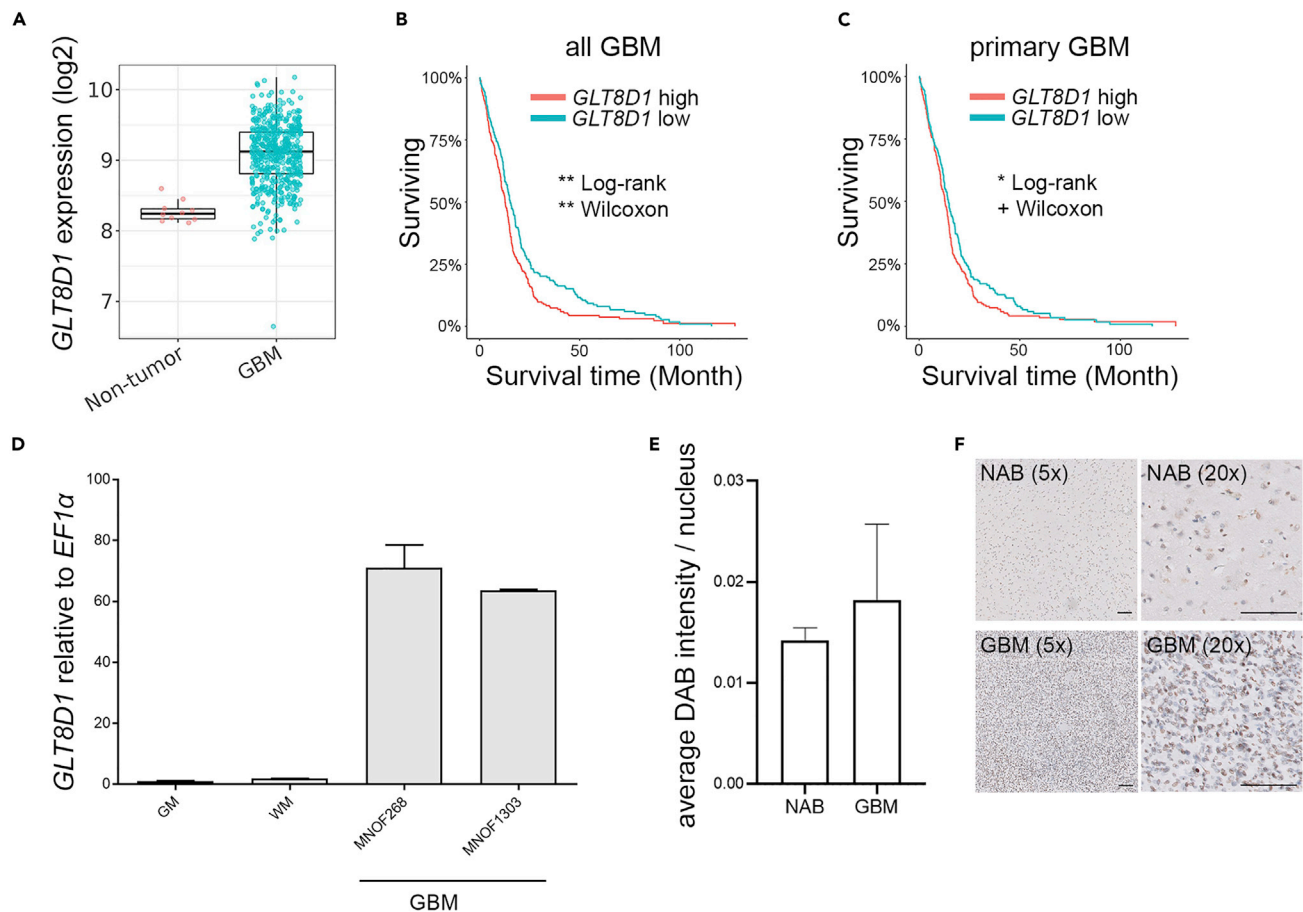 A
GLT8D1 expression (log2)
10
9
8
7
Non-tumor
GBM
B
all GBM
Surviving
100%
75%
50%
25%
0%
GLT8D1 high
GLT8D1 low
** Log-rank
** Wilcoxon
0
50
100
Survival time (Month)
C
primary GBM
Surviving
100%
75%
50%
25%
0%
GLT8D1 high
GLT8D1 low
* Log-rank
+ Wilcoxon
0
50
100
Survival time (Month)
D
GLT8D1 relative to EF1α
100
80
60
40
20
0
GM
WM
MNOF268
MNOF1303
GBM
E
average DAB intensity / nucleus
0.03
0.02
0.01
0.00
NAB
GBM
F
NAB (5x)
NAB (20x)
GBM (5x)
GBM (20x)